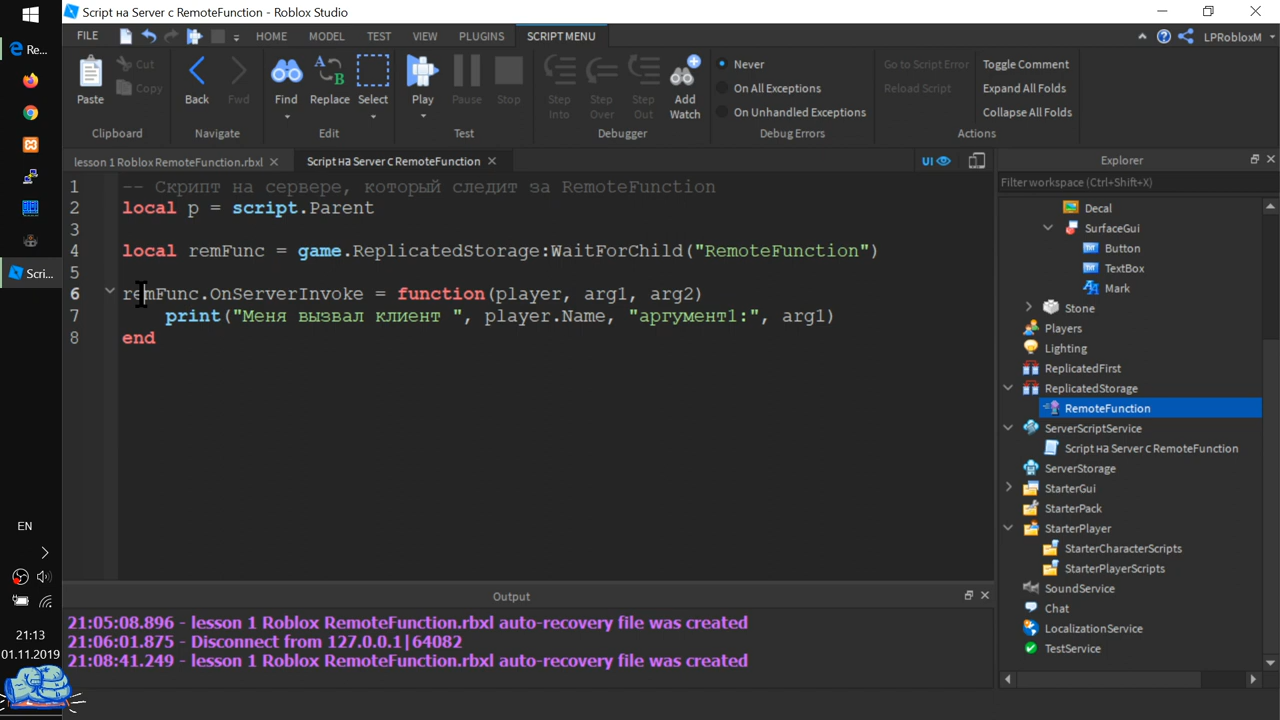 Script на Server с RemoteFunction - Roblox Studio
FILE
HOME
MODEL
TEST
VIEW
PLUGINS
SCRIPT MENU
LPRobloxM
Re...
Paste
Cut
Copy
Clipboard
Back
Fwd
Navigate
Find
Replace
Select
Edit
Play
Pause
Stop
Test
Step Into
Step Over
Step Out
Add Watch
Debugger
Never
On All Exceptions
On Unhandled Exceptions
Debug Errors
Go to Script Error
Reload Script
Toggle Comment
Expand All Folds
Collapse All Folds
Actions
lesson 1 Roblox RemoteFunction.rbxl
Script на Server с RemoteFunction
UI
Explorer
Filter workspace (Ctrl+Shift+X)
1 -- Скрипт на сервере, который следит за RemoteFunction
2 local p = script.Parent
3
4 local remFunc = game.ReplicatedStorage:WaitForChild("RemoteFunction")
5
6 remFunc.OnServerInvoke = function(player, arg1, arg2)
7 print("Меня вызвал клиент ", player.Name, "аргумент1:", arg1)
8 end
Decal
SurfaceGui
Button
TextBox
Mark
Stone
Players
Lighting
ReplicatedFirst
ReplicatedStorage
RemoteFunction
ServerScriptService
Script на Server с RemoteFunction
ServerStorage
StarterGui
StarterPack
StarterPlayer
StarterCharacterScripts
StarterPlayerScripts
SoundService
Chat
LocalizationService
TestService
Scri...
EN
21:13
01.11.2019
Output
21:05:08.896 - lesson 1 Roblox RemoteFunction.rbxl auto-recovery file was created
21:06:01.875 - Disconnect from 127.0.0.1|64082
21:08:41.249 - lesson 1 Roblox RemoteFunction.rbxl auto-recovery file was created